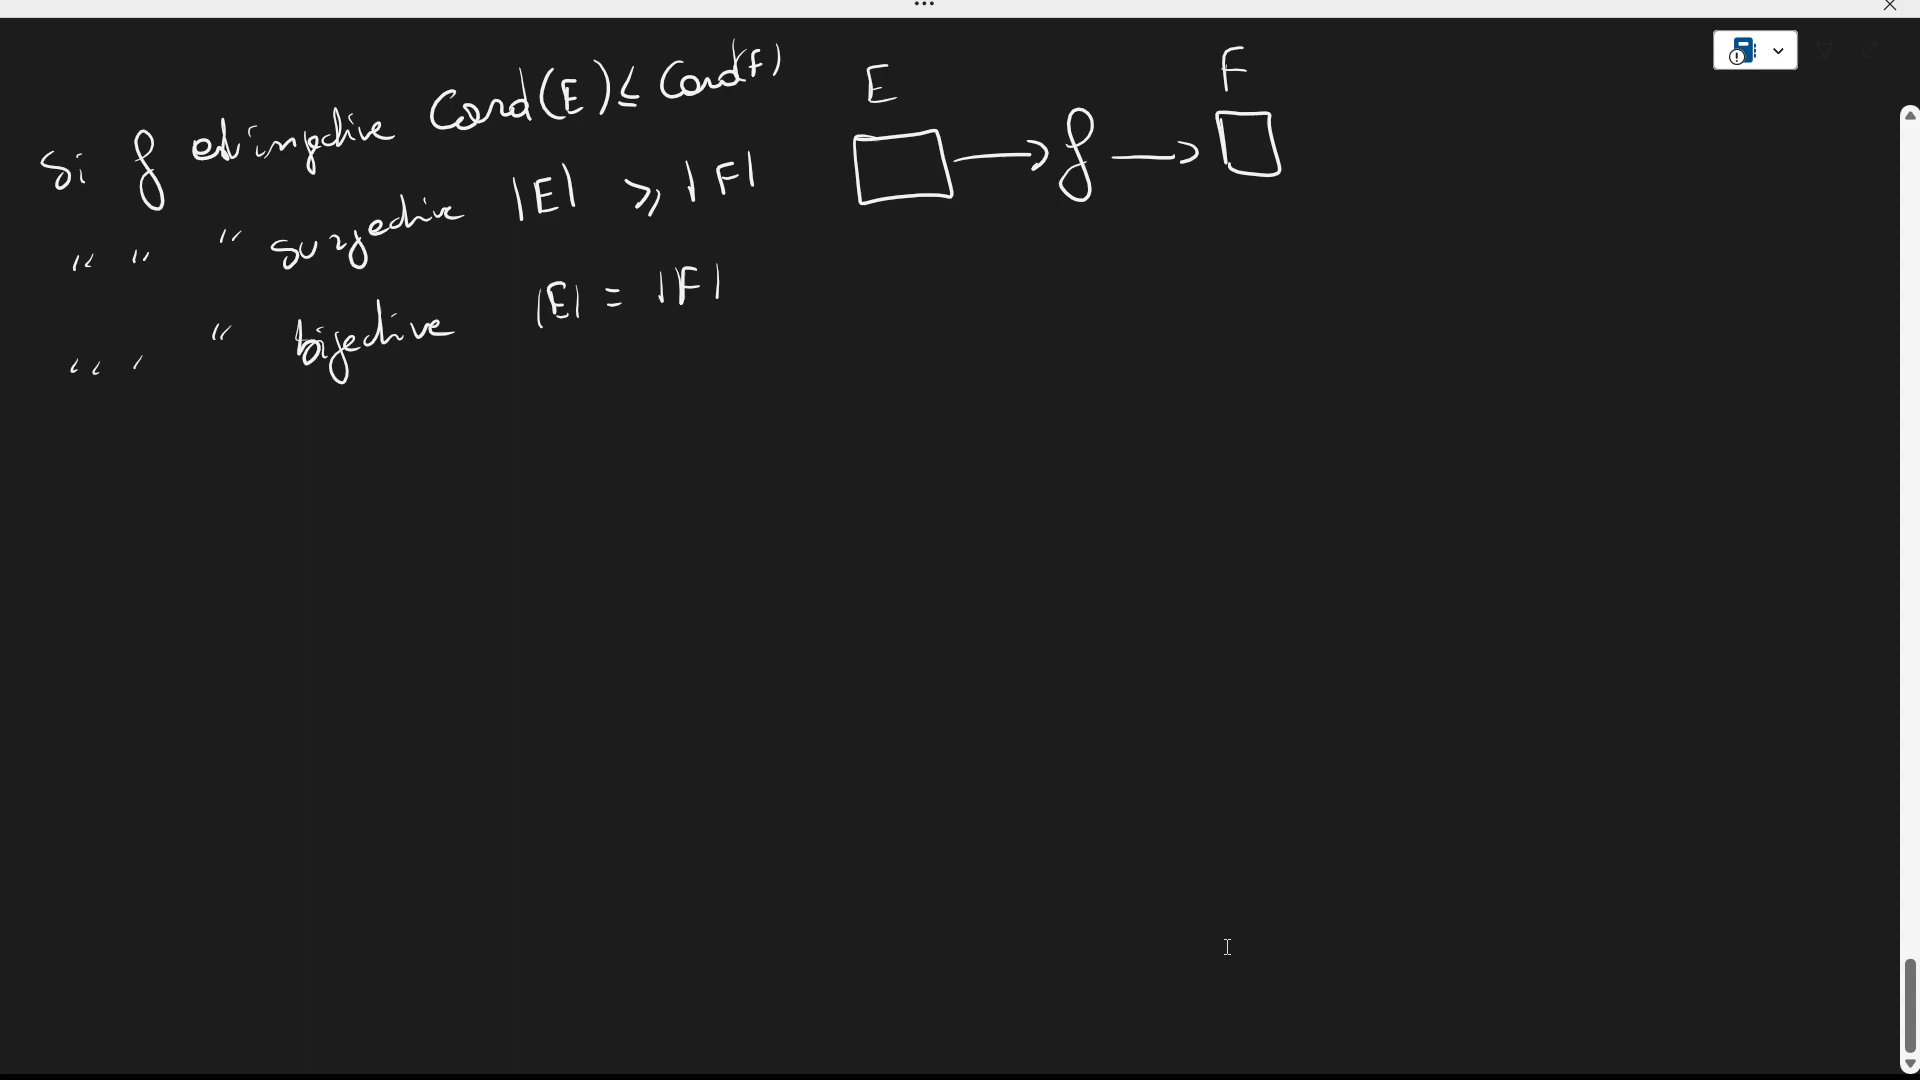 Si f est injective Card(E) ≤ Card(F)
E
F
f
" " " surjective |E| ⩾ |F|
" " " bijective |E| = |F|